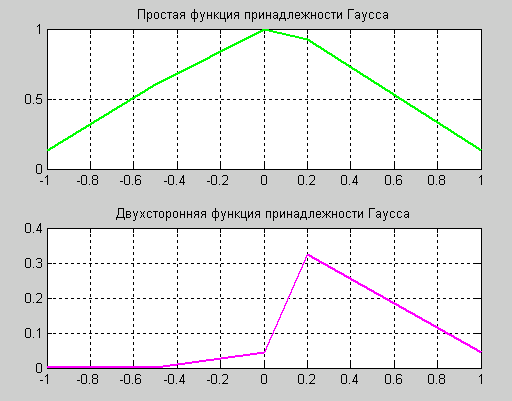 Простая функция принадлежности Гаусса
1
0.5
0
-1 -0.8 -0.6 -0.4 -0.2 0 0.2 0.4 0.6 0.8 1
Двухсторонняя функция принадлежности Гаусса
0.4
0.3
0.2
0.1
0
-1 -0.8 -0.6 -0.4 -0.2 0 0.2 0.4 0.6 0.8 1